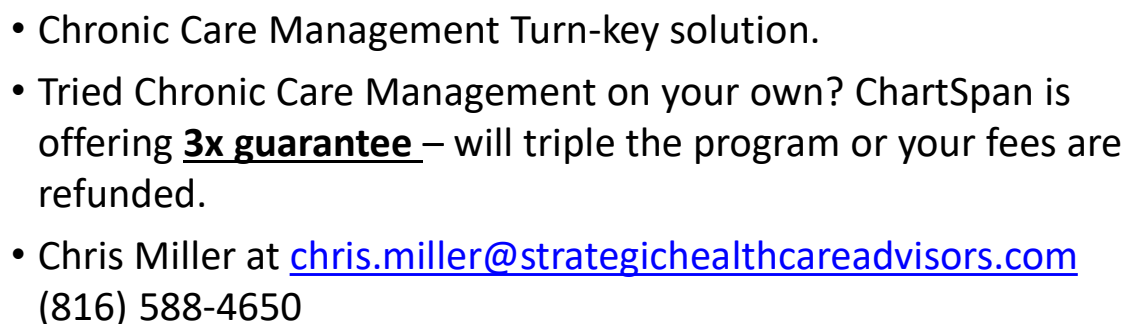 • Chronic Care Management Turn-key solution.
• Tried Chronic Care Management on your own? ChartSpan is
offering 3x guarantee – will triple the program or your fees are
refunded.
• Chris Miller at chris.miller@strategichealthcareadvisors.com
(816) 588-4650